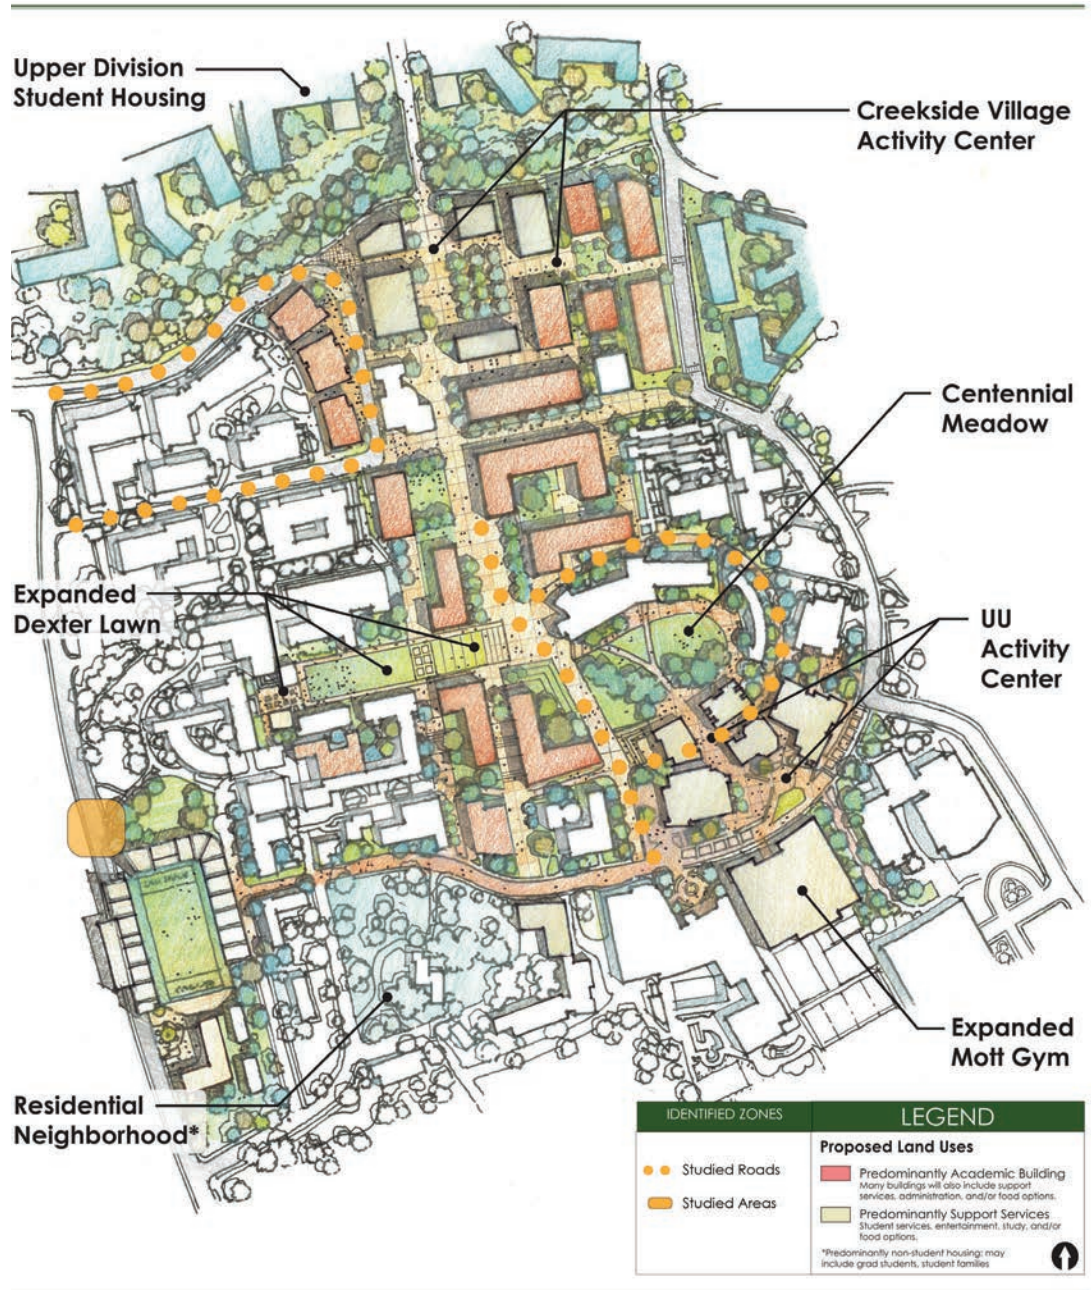 Upper Division
Student Housing
Creekside Village
Activity Center
Centennial
Meadow
Expanded
Dexter Lawn
UU
Activity
Center
Expanded
Mott Gym
Residential
Neighborhood*
IDENTIFIED ZONES
Studied Roads
Studied Areas
LEGEND
Proposed Land Uses
Predominantly Academic Building
Many buildings will also include support
services, administration, and/or food options.
Predominantly Support Services
Student services, entertainment, study, and/or
food options.
*Predominantly non-student housing; may
include grad students, student families